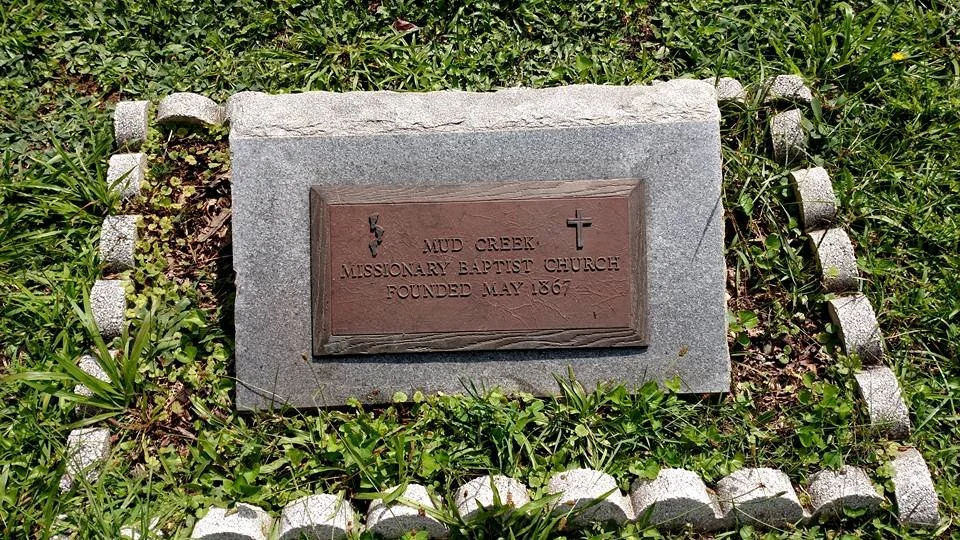 MUD CREEK
MISSIONARY BAPTIST CHURCH
FOUNDED MAY 1867